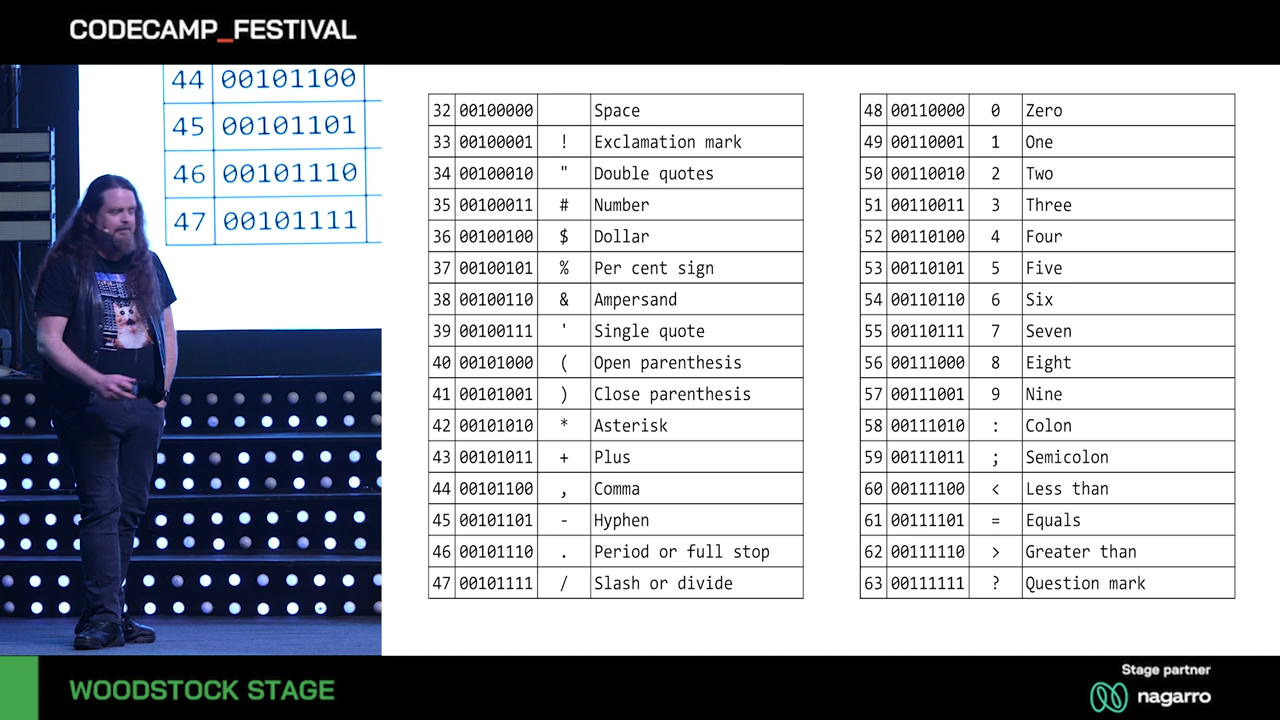 CODECAMP_FESTIVAL
44 00101100
45 00101101
46 00101110
47 00101111
32 00100000 Space
33 00100001 ! Exclamation mark
34 00100010 " Double quotes
35 00100011 # Number
36 00100100 $ Dollar
37 00100101 % Per cent sign
38 00100110 & Ampersand
39 00100111 ' Single quote
40 00101000 ( Open parenthesis
41 00101001 ) Close parenthesis
42 00101010 * Asterisk
43 00101011 + Plus
44 00101100 , Comma
45 00101101 - Hyphen
46 00101110 . Period or full stop
47 00101111 / Slash or divide
48 00110000 0 Zero
49 00110001 1 One
50 00110010 2 Two
51 00110011 3 Three
52 00110100 4 Four
53 00110101 5 Five
54 00110110 6 Six
55 00110111 7 Seven
56 00111000 8 Eight
57 00111001 9 Nine
58 00111010 : Colon
59 00111011 ; Semicolon
60 00111100 < Less than
61 00111101 = Equals
62 00111110 > Greater than
63 00111111 ? Question mark
WOODSTOCK STAGE
Stage partner
nagarro